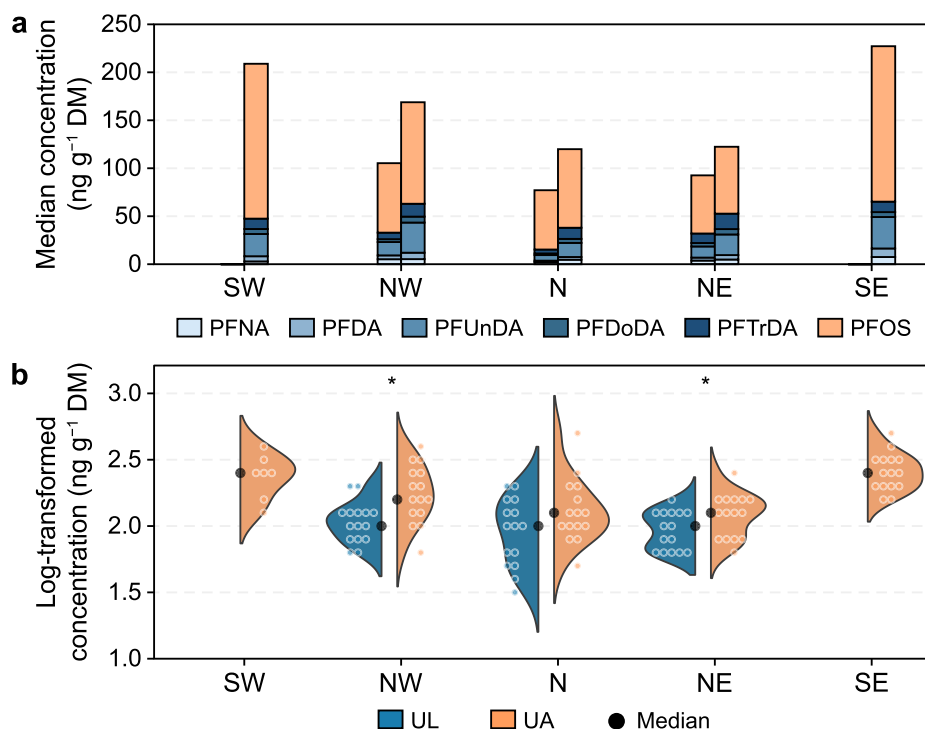 a
Median concentration
(ng g⁻¹ DM)
250
200
150
100
50
0
SW NW N NE SE
PFNA PFDA PFUnDA PFDoDA PFTrDA PFOS
b
Log-transformed
concentration (ng g⁻¹ DM)
* *
3.0
2.5
2.0
1.5
1.0
SW NW N NE SE
UL UA Median